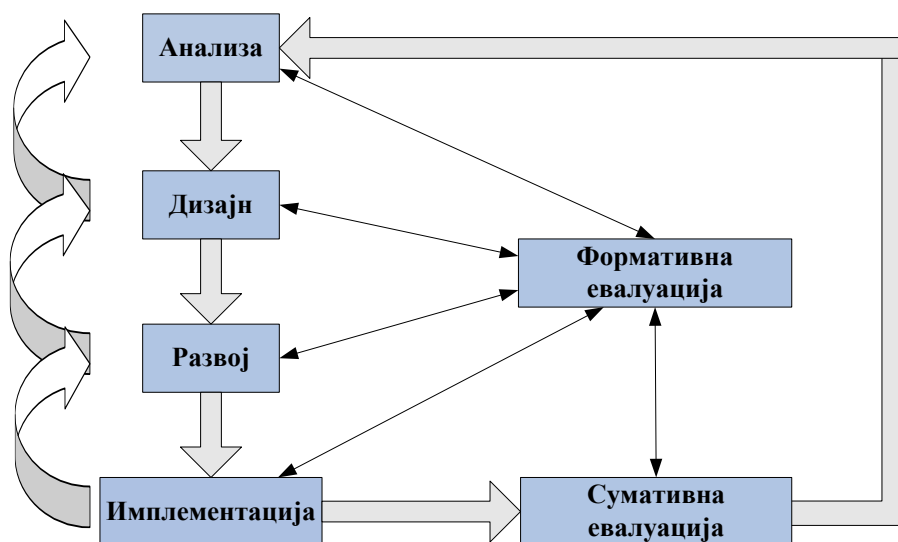 Анализа
Дизајн
Формативна
евалуација
Развој
Имплементација
Сумативна
евалуација